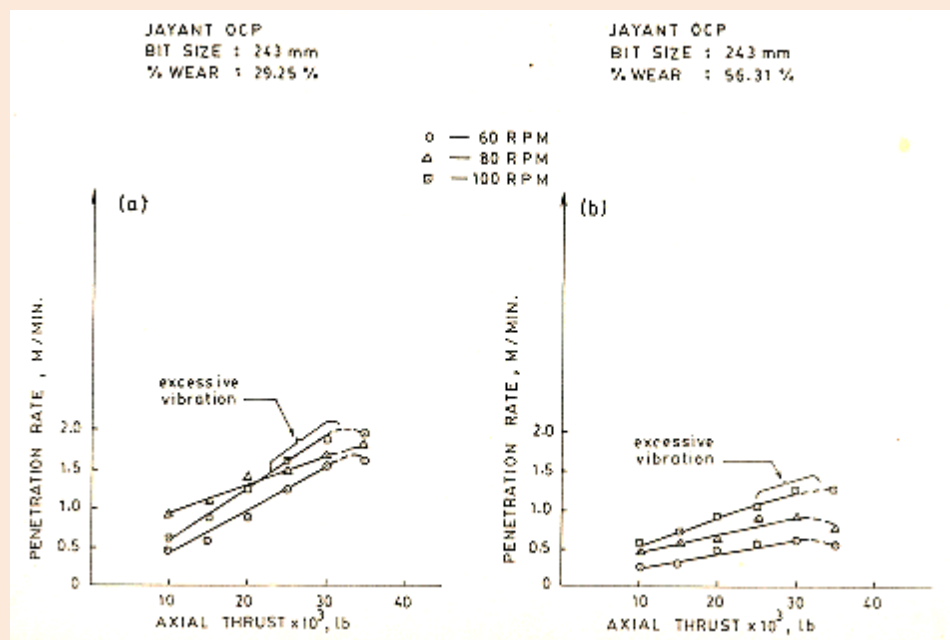 JAYANT OCP
BIT SIZE : 243 mm
% WEAR : 29.25 %
JAYANT OCP
BIT SIZE : 243 mm
% WEAR : 56.31 %
60 RPM
80 RPM
100 RPM
(a)
PENETRATION RATE, M/MIN.
2.0
1.5
1.0
0.5
0
excessive
vibration
10 20 30 40
AXIAL THRUST x10³, lb
(b)
PENETRATION RATE, M/MIN.
2.0
1.5
1.0
0.5
0
excessive
vibration
10 20 30 40
AXIAL THRUST x10³, lb